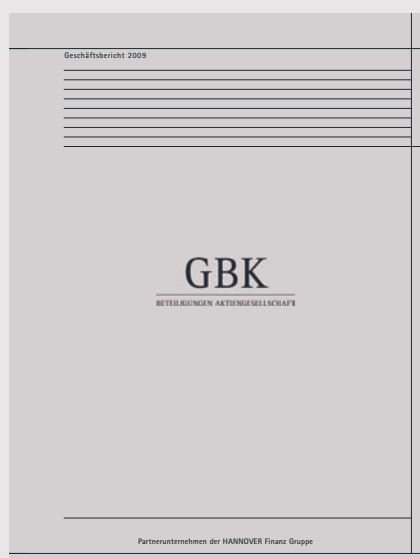 Geschäftsbericht 2009
GBK
BETEILIGUNGEN AKTIENGESELLSCHAFT
Partnerunternehmen der HANNOVER Finanz Gruppe